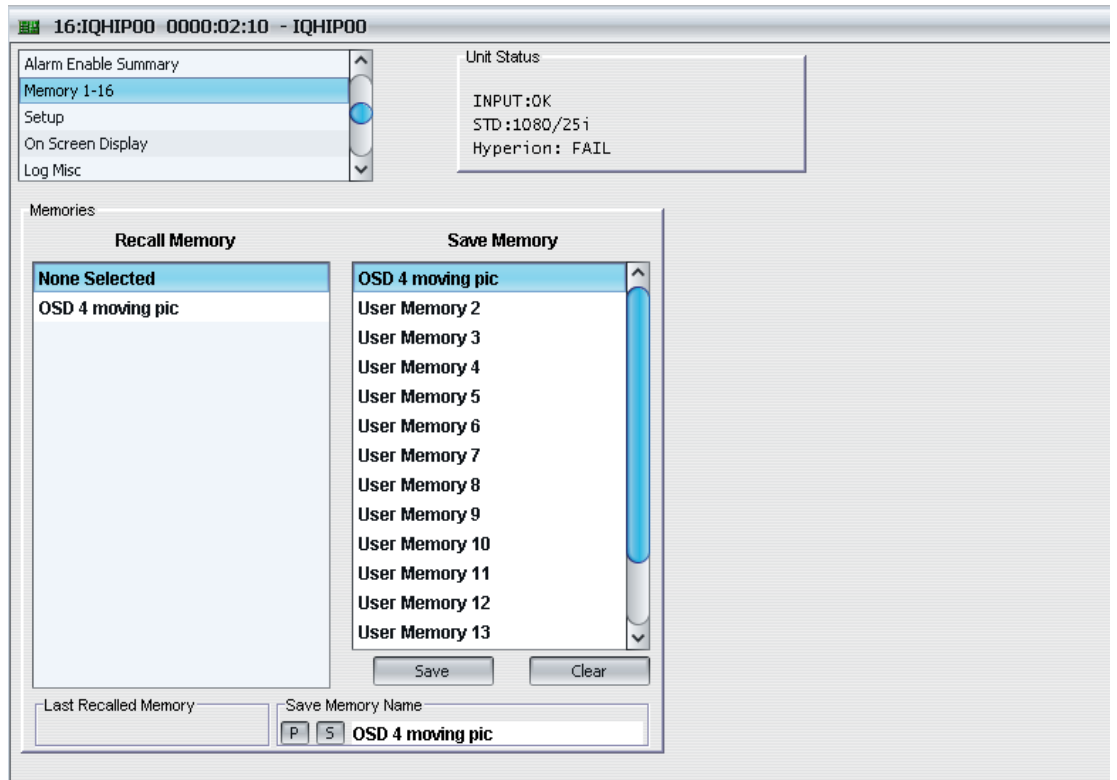 16:IQHIP00 0000:02:10 - IQHIP00
Alarm Enable Summary
Memory 1-16
Setup
On Screen Display
Log Misc
Unit Status
INPUT:OK
STD:1080/25i
Hyperion: FAIL
Memories
Recall Memory
None Selected
OSD 4 moving pic
Save Memory
OSD 4 moving pic
User Memory 2
User Memory 3
User Memory 4
User Memory 5
User Memory 6
User Memory 7
User Memory 8
User Memory 9
User Memory 10
User Memory 11
User Memory 12
User Memory 13
Save Clear
Last Recalled Memory
Save Memory Name
P S OSD 4 moving pic